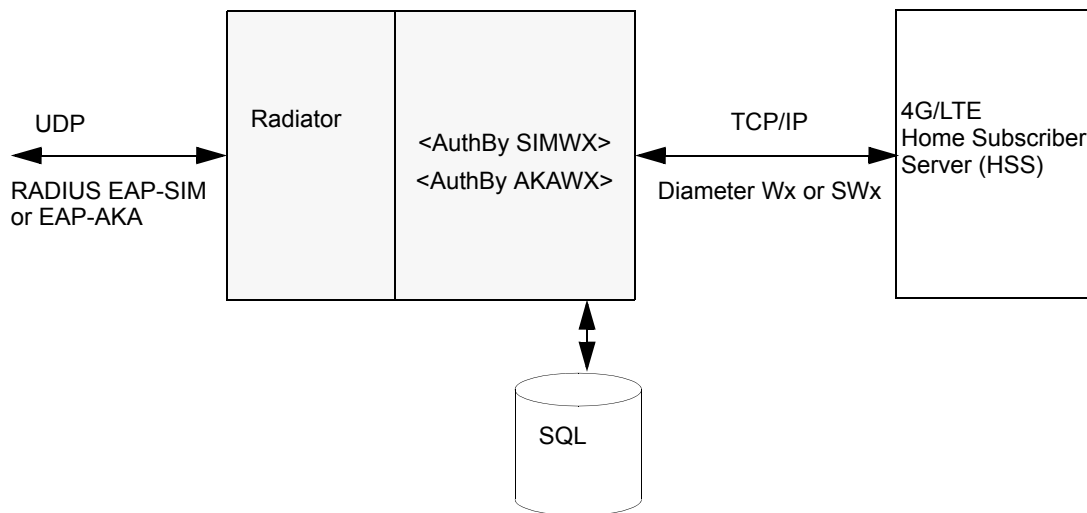 UDP
RADIUS EAP-SIM
or EAP-AKA
Radiator
<AuthBy SIMWX>
<AuthBy AKAWX>
TCP/IP
Diameter Wx or SWx
4G/LTE
Home Subscriber
Server (HSS)
SQL